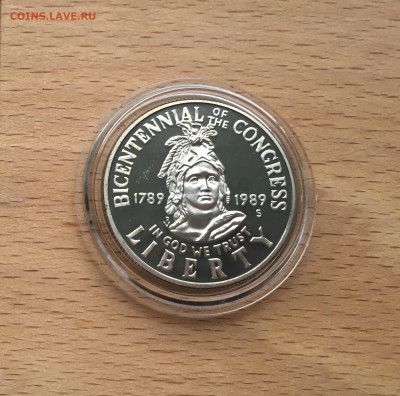 COINS.LAVE.RU
BICENTENNIAL OF THE CONGRESS
1789 1989
S
IN GOD WE TRUST
LIBERTY